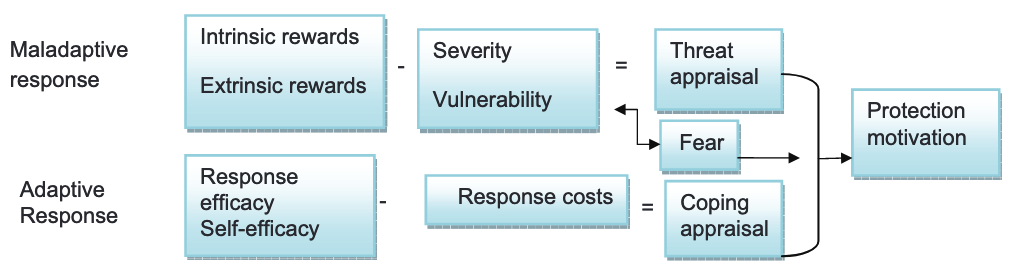 Maladaptive
response
Intrinsic rewards
Extrinsic rewards
-
Severity
Vulnerability
=
Threat
appraisal
Fear
Protection
motivation
Adaptive
Response
Response
efficacy
Self-efficacy
-
Response costs
=
Coping
appraisal